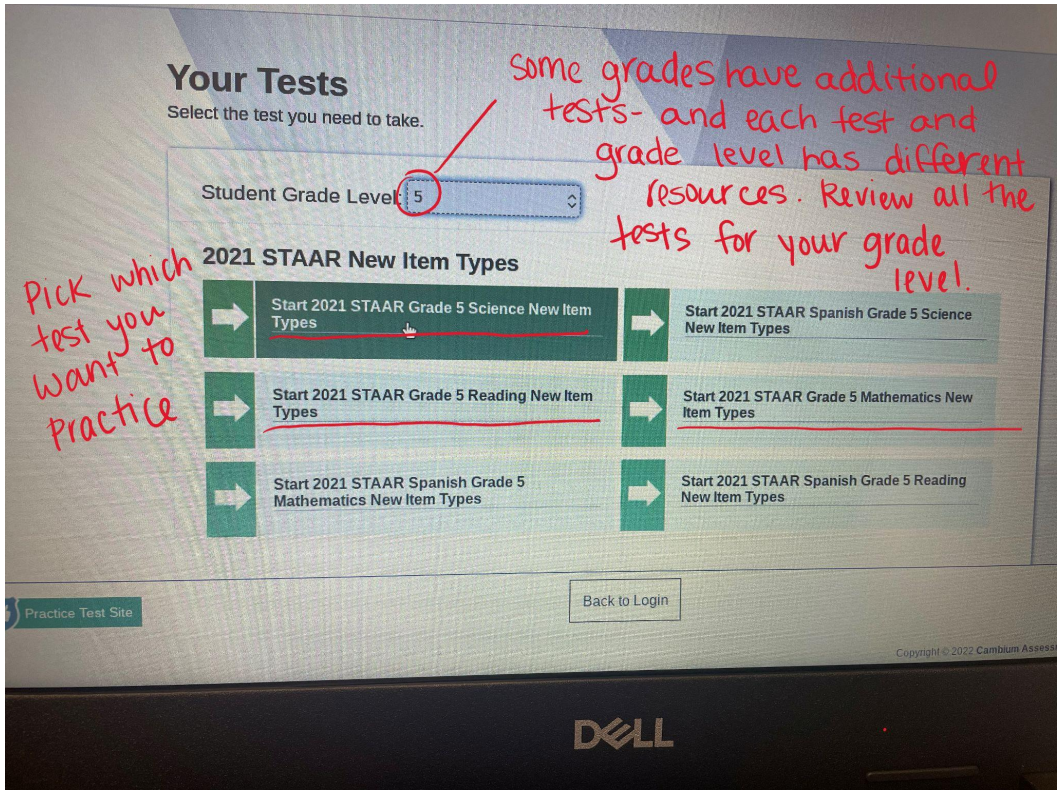 Your Tests
Select the test you need to take.
some grades have additional
tests- and each test and
grade level has different
resources. Review all the
tests for your grade
level.
Student Grade Level:
5
Pick which
test you
want to
practice
2021 STAAR New Item Types
Start 2021 STAAR Grade 5 Science New Item
Types
Start 2021 STAAR Spanish Grade 5 Science
New Item Types
Start 2021 STAAR Grade 5 Reading New Item
Types
Start 2021 STAAR Grade 5 Mathematics New
Item Types
Start 2021 STAAR Spanish Grade 5
Mathematics New Item Types
Start 2021 STAAR Spanish Grade 5 Reading
New Item Types
Practice Test Site
Back to Login
Copyright © 2022 Cambium Assess
DELL